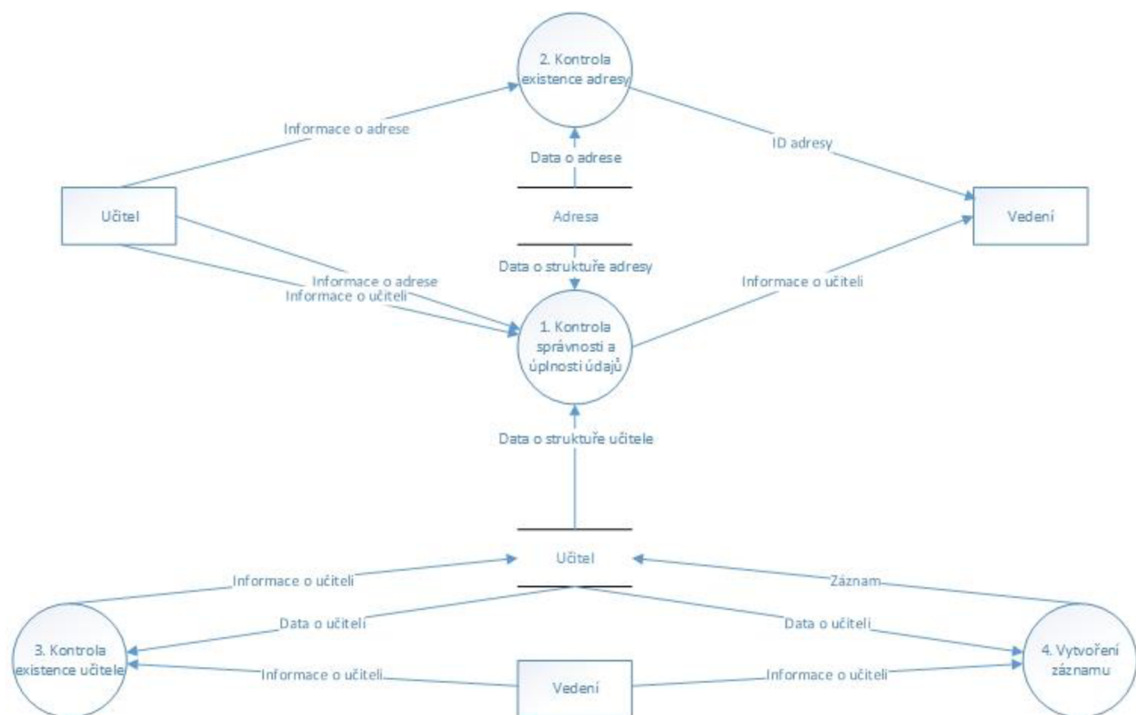 2. Kontrola
existence adresy
Informace o adrese
ID adresy
Data o adrese
Učitel
Adresa
Vedení
Data o struktuře adresy
Informace o adrese
Informace o učiteli
Informace o učiteli
1. Kontrola
správnosti a
úplnosti údajů
Data o struktuře učitele
Učitel
Informace o učiteli
Záznam
Data o učiteli
Data o učiteli
3. Kontrola
existence učitele
4. Vytvoření
záznamu
Informace o učiteli
Vedení
Informace o učiteli